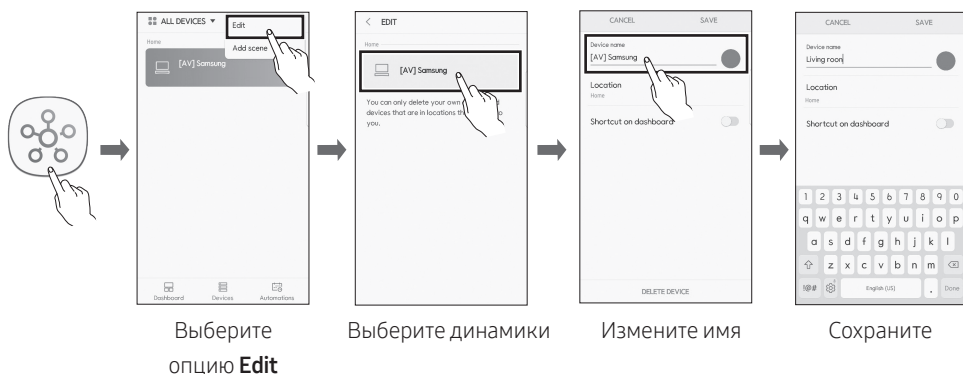 ALL DEVICES ▼
Edit
Home
Add scene
[AV] Samsung
Dashboard
Devices
Automations
Выберите
опцию Edit
< EDIT
Home
[AV] Samsung
You can only delete your own
devices that are in locations
you.
Выберите динамики
CANCEL SAVE
Device name
[AV] Samsung
Location
Home
Shortcut on dashboard
DELETE DEVICE
Измените имя
CANCEL SAVE
Device name
Living roon
Location
Home
Shortcut on dashboard
1 2 3 4 5 6 7 8 9 0
q w e r t y u i o p
a s d f g h j k l
z x c v b n m
!@# English (US) . Done
Сохраните